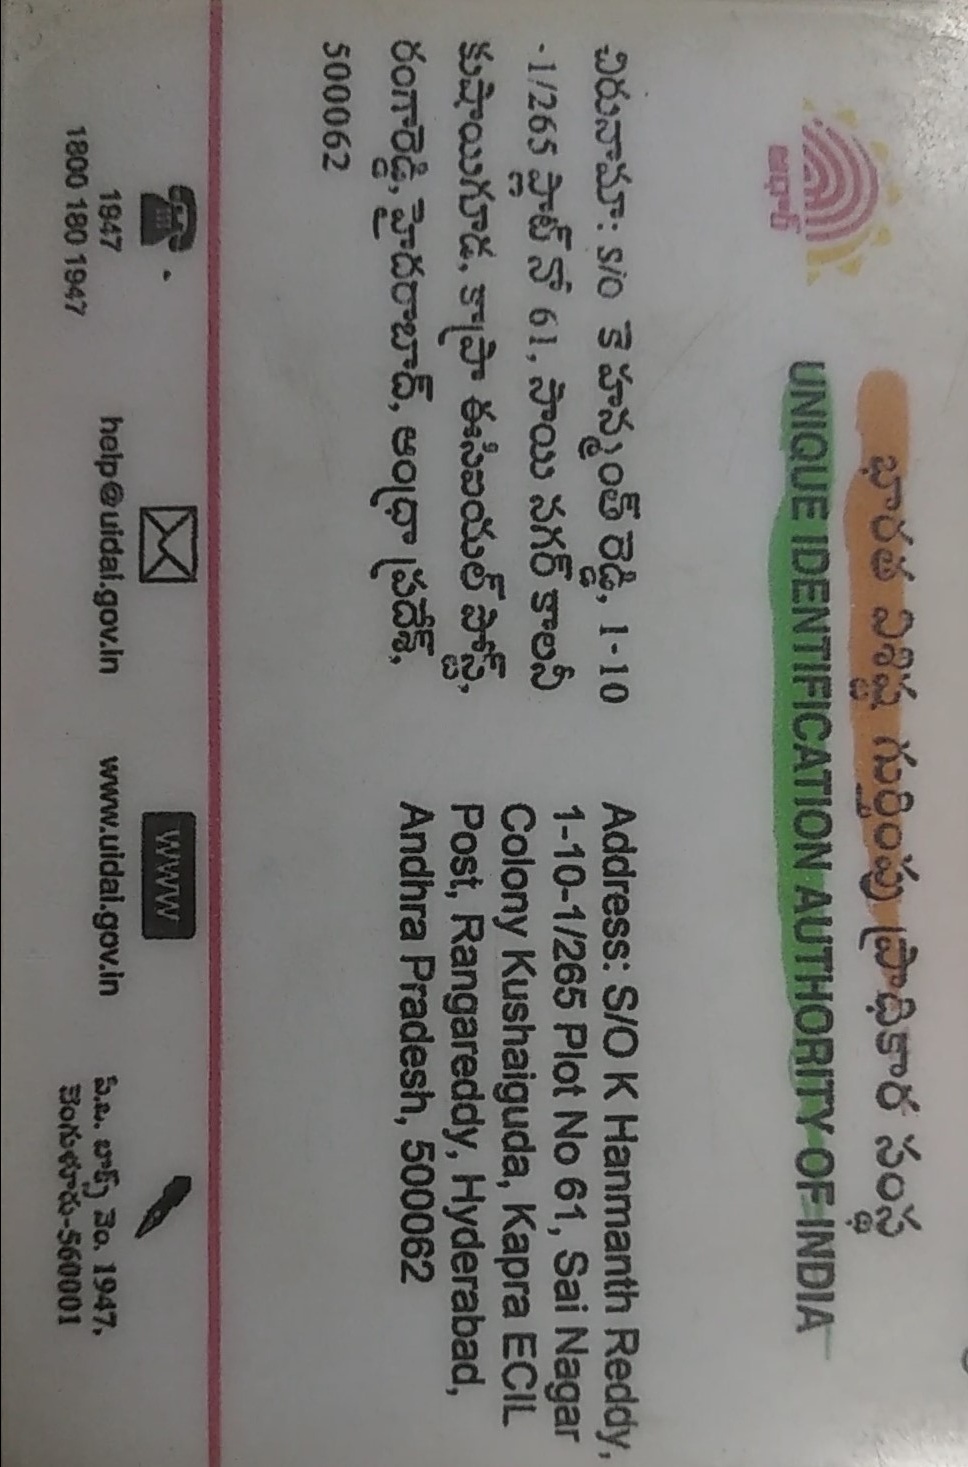 భారత విశిష్ట గుర్తింపు ప్రాధికార సంస్థ
UNIQUE IDENTIFICATION AUTHORITY OF INDIA
ఆధార్
చిరునామా: S/O కె హన్మంత్ రెడ్డి, 1-10
-1/265 ప్లాట్ నో 61, సాయి నగర్ కాలనీ
కుషాయిగూడ, కాప్రా ఈసిఐయల్ పోస్ట్,
రంగారెడ్డి, హైదరాబాద్, ఆంధ్రా ప్రదేశ్,
500062
Address: S/O K Hanmanth Reddy,
1-10-1/265 Plot No 61, Sai Nagar
Colony Kushaiguda, Kapra ECIL
Post, Rangareddy, Hyderabad,
Andhra Pradesh, 500062
1947
1800 180 1947
help@uidai.gov.in
WWW
www.uidai.gov.in
పి.ఒ. బాక్స్ నెం. 1947,
బెంగుళూరు-560001